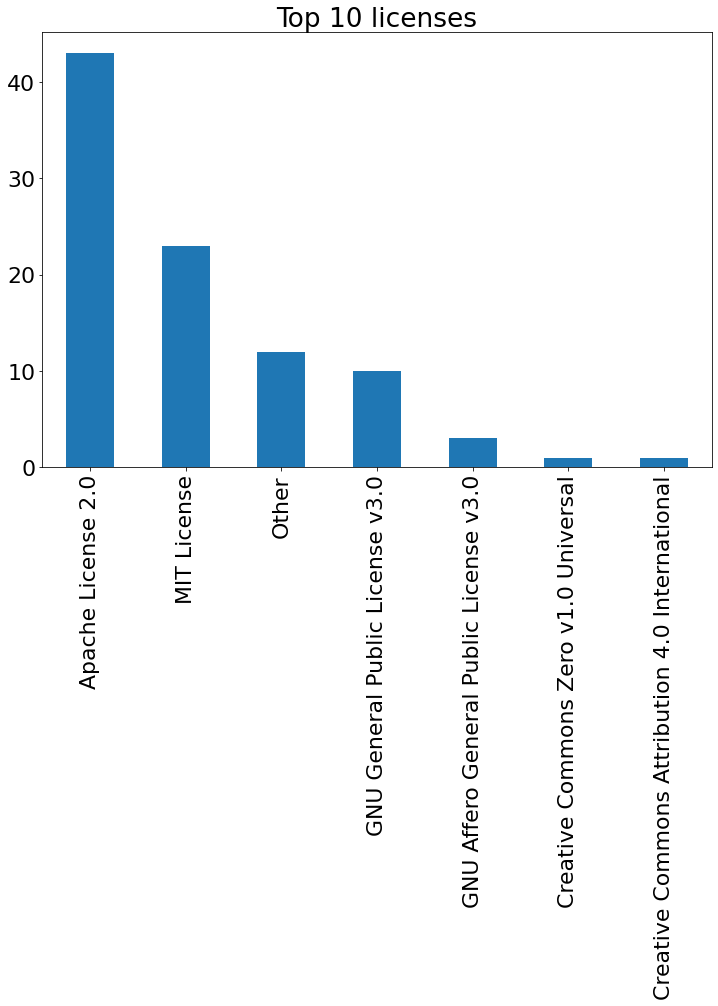 Top 10 licenses
40
30
20
10
0
Apache License 2.0
MIT License
Other
GNU General Public License v3.0
GNU Affero General Public License v3.0
Creative Commons Zero v1.0 Universal
Creative Commons Attribution 4.0 International